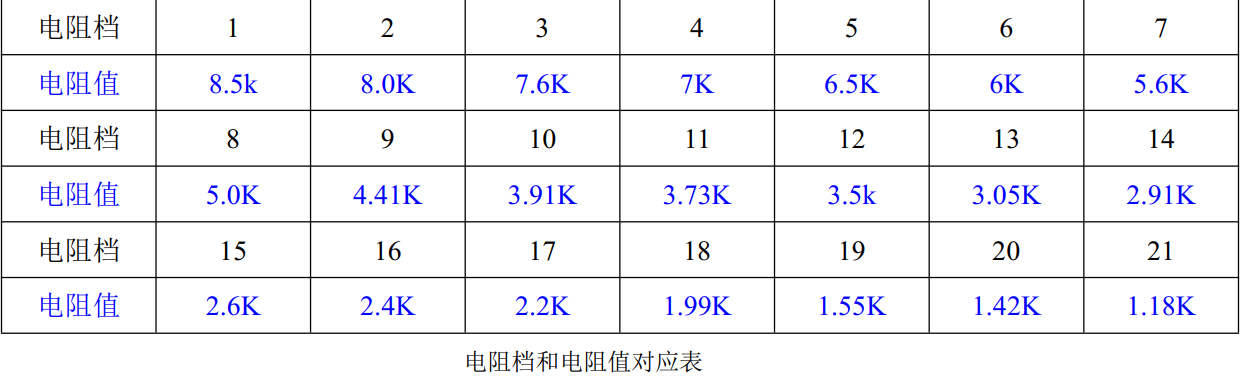 电阻档 1 2 3 4 5 6 7
电阻值 8.5k 8.0K 7.6K 7K 6.5K 6K 5.6K
电阻档 8 9 10 11 12 13 14
电阻值 5.0K 4.41K 3.91K 3.73K 3.5k 3.05K 2.91K
电阻档 15 16 17 18 19 20 21
电阻值 2.6K 2.4K 2.2K 1.99K 1.55K 1.42K 1.18K
电阻档和电阻值对应表